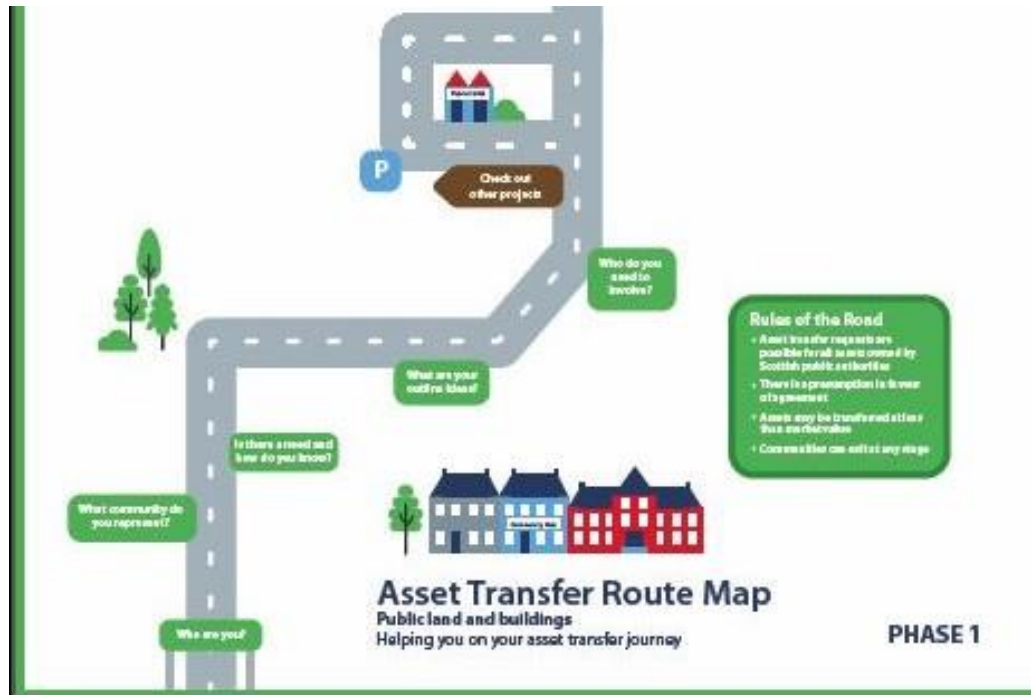 Check out
other projects
P
Who do you
need to
involve?
Rules of the Road
• Asset transfer requests are
possible for all assets owned by
Scottish public authorities
• There is a presumption in favour
of agreement
• Assets may be transferred at less
than market value
• Communities can exit at any stage
What are your
outline ideas?
Is there a need and
how do you know?
What community do
you represent?
Asset Transfer Route Map
Public land and buildings
Helping you on your asset transfer journey
Who are you?
PHASE 1